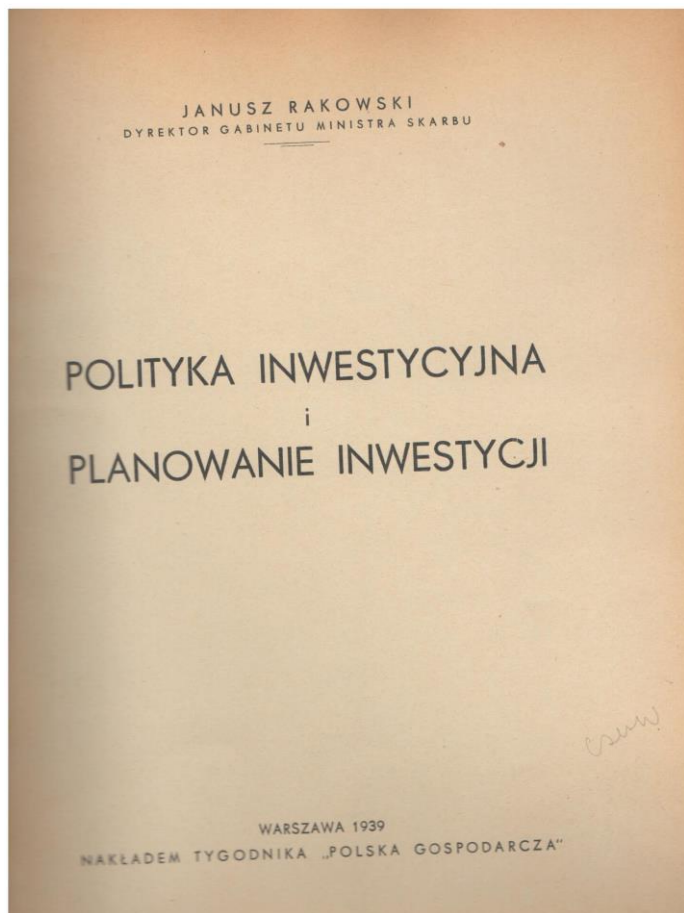 JANUSZ RAKOWSKI
DYREKTOR GABINETU MINISTRA SKARBU
POLITYKA INWESTYCYJNA
i
PLANOWANIE INWESTYCJI
WARSZAWA 1939
NAKŁADEM TYGODNIKA „POLSKA GOSPODARCZA”